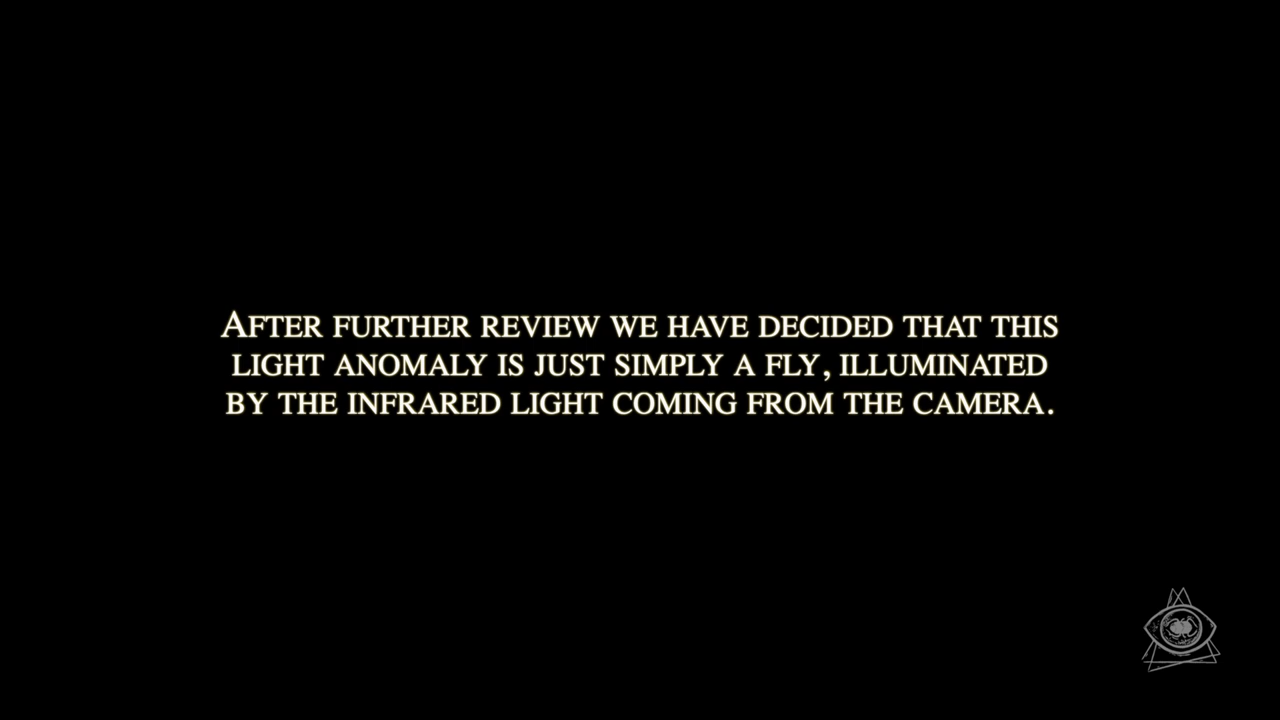 After further review we have decided that this
light anomaly is just simply a fly, illuminated
by the infrared light coming from the camera.